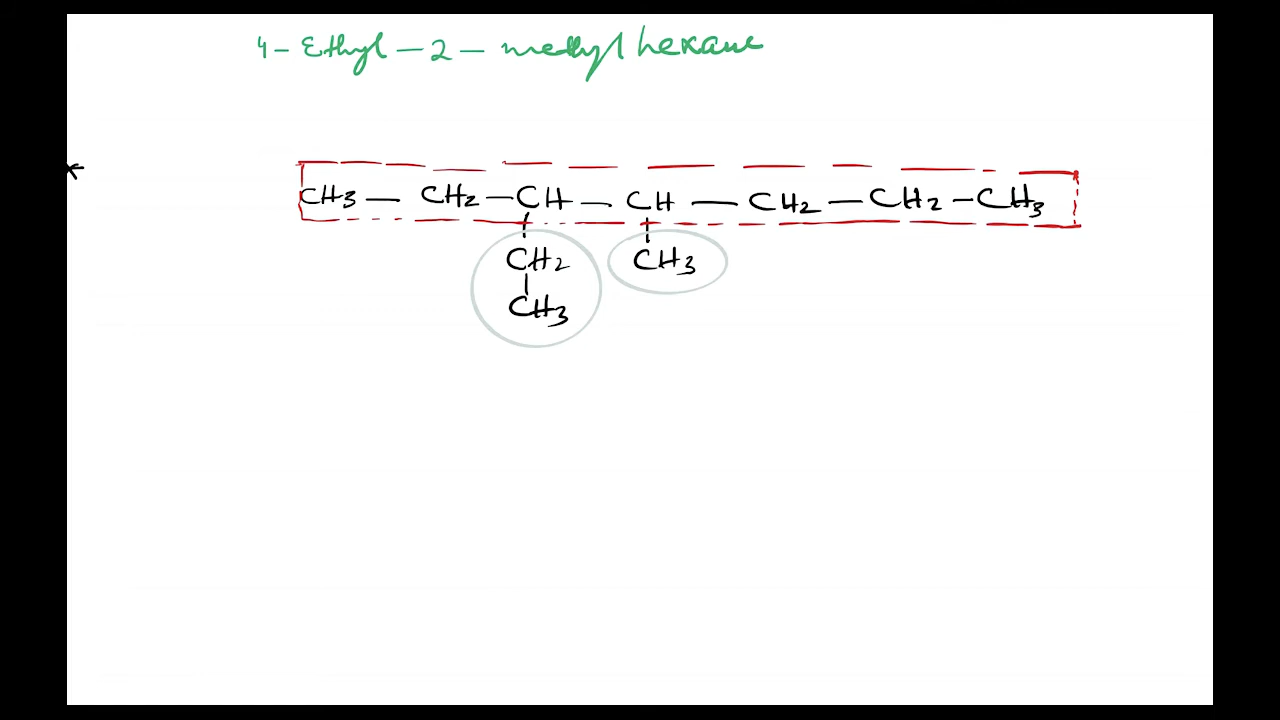 4 - Ethyl - 2 - methyl hexane
CH3 — CH2 — CH — CH — CH2 — CH2 — CH3
CH2 CH3
CH3